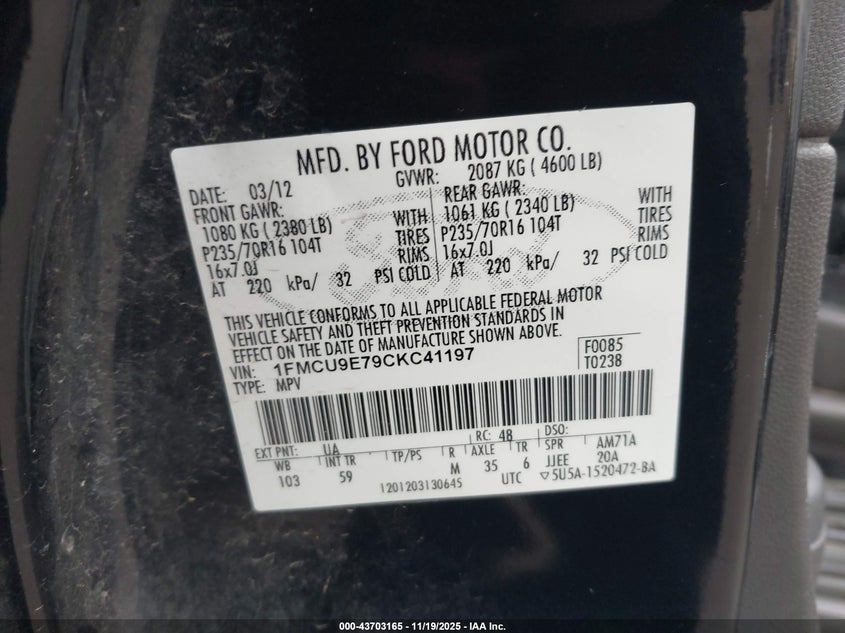 MFD. BY FORD MOTOR CO.
DATE: 03/12 GVWR: 2087 KG ( 4600 LB)
FRONT GAWR: REAR GAWR:
1080 KG ( 2380 LB) WITH 1061 KG ( 2340 LB) WITH
P235/70R16 104T TIRES P235/70R16 104T TIRES
16x7.0J RIMS 16x7.0J RIMS
AT 220 kPa/ 32 PSI COLD AT 220 kPa/ 32 PSI COLD
THIS VEHICLE CONFORMS TO ALL APPLICABLE FEDERAL MOTOR
VEHICLE SAFETY AND THEFT PREVENTION STANDARDS IN
EFFECT ON THE DATE OF MANUFACTURE SHOWN ABOVE.
VIN: 1FMCU9E79CKC41197 F0085
TYPE: MPV T0238
EXT PNT: UA RC: 48 DSO:
WB INT TR TP/PS R AXLE TR SPR AM71A
103 59 M 35 6 JJEE 20A
1201203130645 UTC ▽5U5A-1520472-BA
000-43703165 - 11/19/2025 - IAA Inc.